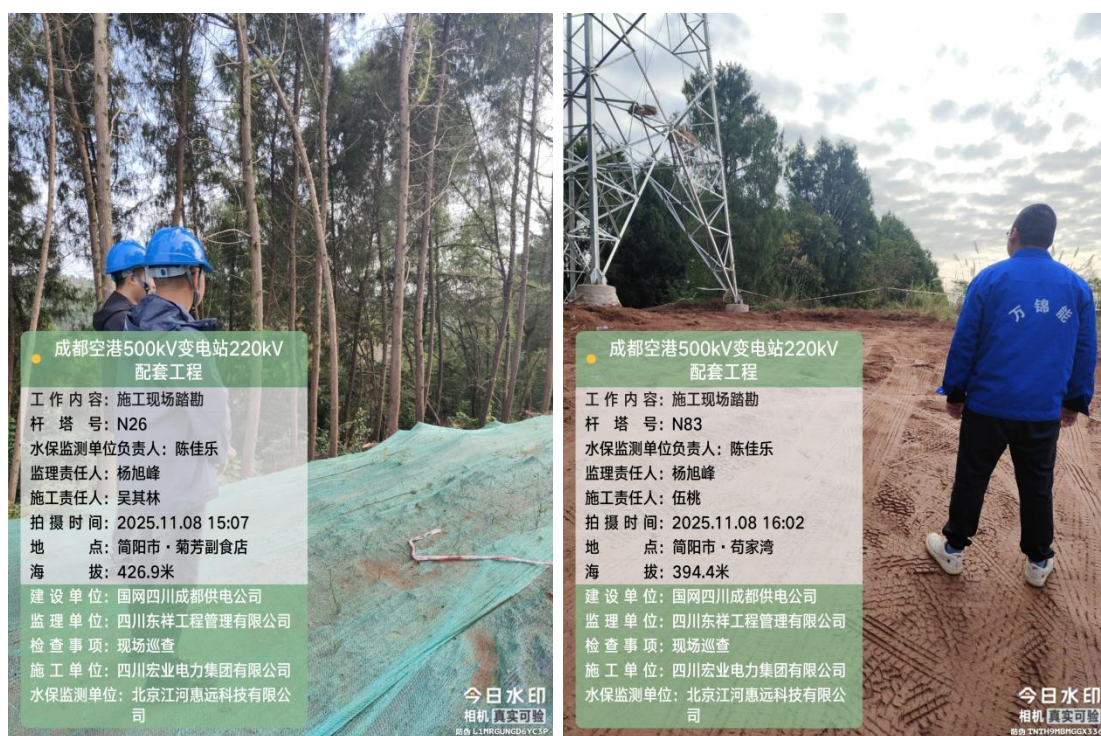 成都空港500kV变电站220kV
配套工程
工作内容：施工现场踏勘
杆塔号：N26
水保监测单位负责人：陈佳乐
监理责任人：杨旭峰
施工责任人：吴其林
拍摄时间：2025.11.08 15:07
地点：简阳市·菊芳副食店
海拔：426.9米
建设单位：国网四川成都供电公司
监理单位：四川东祥工程管理有限公司
检查事项：现场巡查
施工单位：四川宏业电力集团有限公司
水保监测单位：北京江河惠远科技有限公
司
今日水印
相机 真实可验
防伪 L1MRGUNGD6YC3P
万锦能
成都空港500kV变电站220kV
配套工程
工作内容：施工现场踏勘
杆塔号：N83
水保监测单位负责人：陈佳乐
监理责任人：杨旭峰
施工责任人：伍桃
拍摄时间：2025.11.08 16:02
地点：简阳市·苟家湾
海拔：394.4米
建设单位：国网四川成都供电公司
监理单位：四川东祥工程管理有限公司
检查事项：现场巡查
施工单位：四川宏业电力集团有限公司
水保监测单位：北京江河惠远科技有限公
司
今日水印
相机 真实可验
防伪 TNTH9MBMGGX336